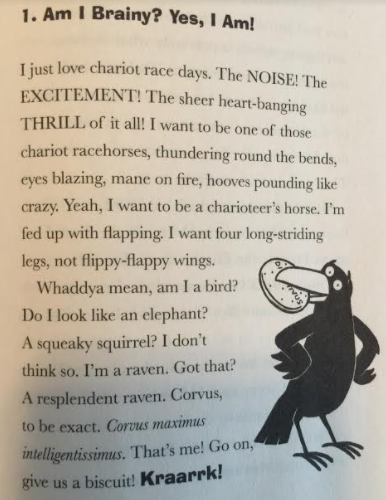 1. Am I Brainy? Yes, I Am!
I just love chariot race days. The NOISE! The
EXCITEMENT! The sheer heart-banging
THRILL of it all! I want to be one of those
chariot racehorses, thundering round the bends,
eyes blazing, mane on fire, hooves pounding like
crazy. Yeah, I want to be a charioteer's horse. I'm
fed up with flapping. I want four long-striding
legs, not flippy-flappy wings.
Whaddya mean, am I a bird?
Do I look like an elephant?
A squeaky squirrel? I don't
think so. I'm a raven. Got that?
A resplendent raven. Corvus,
to be exact. Corvus maximus
intelligentissimus. That's me! Go on,
give us a biscuit! Kraarrk!